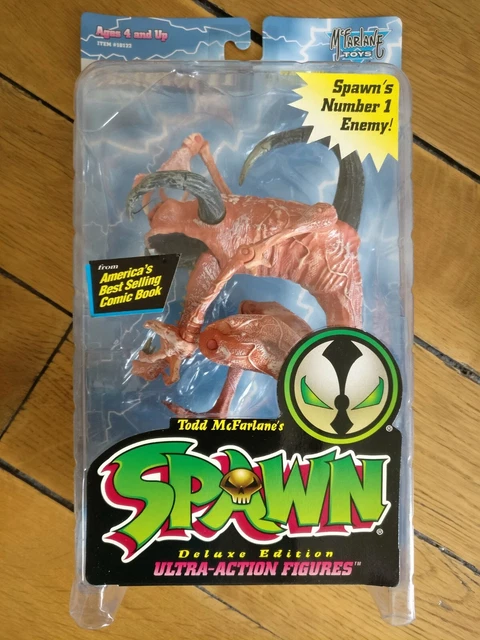 Ages 4 and Up
McFARLANE
TOYS
Spawn's
Number 1
Enemy!
from
America's
Best Selling
Comic Book
Todd McFarlane's
SPAWN
®
®
Deluxe Edition
ULTRA-ACTION FIGURES™